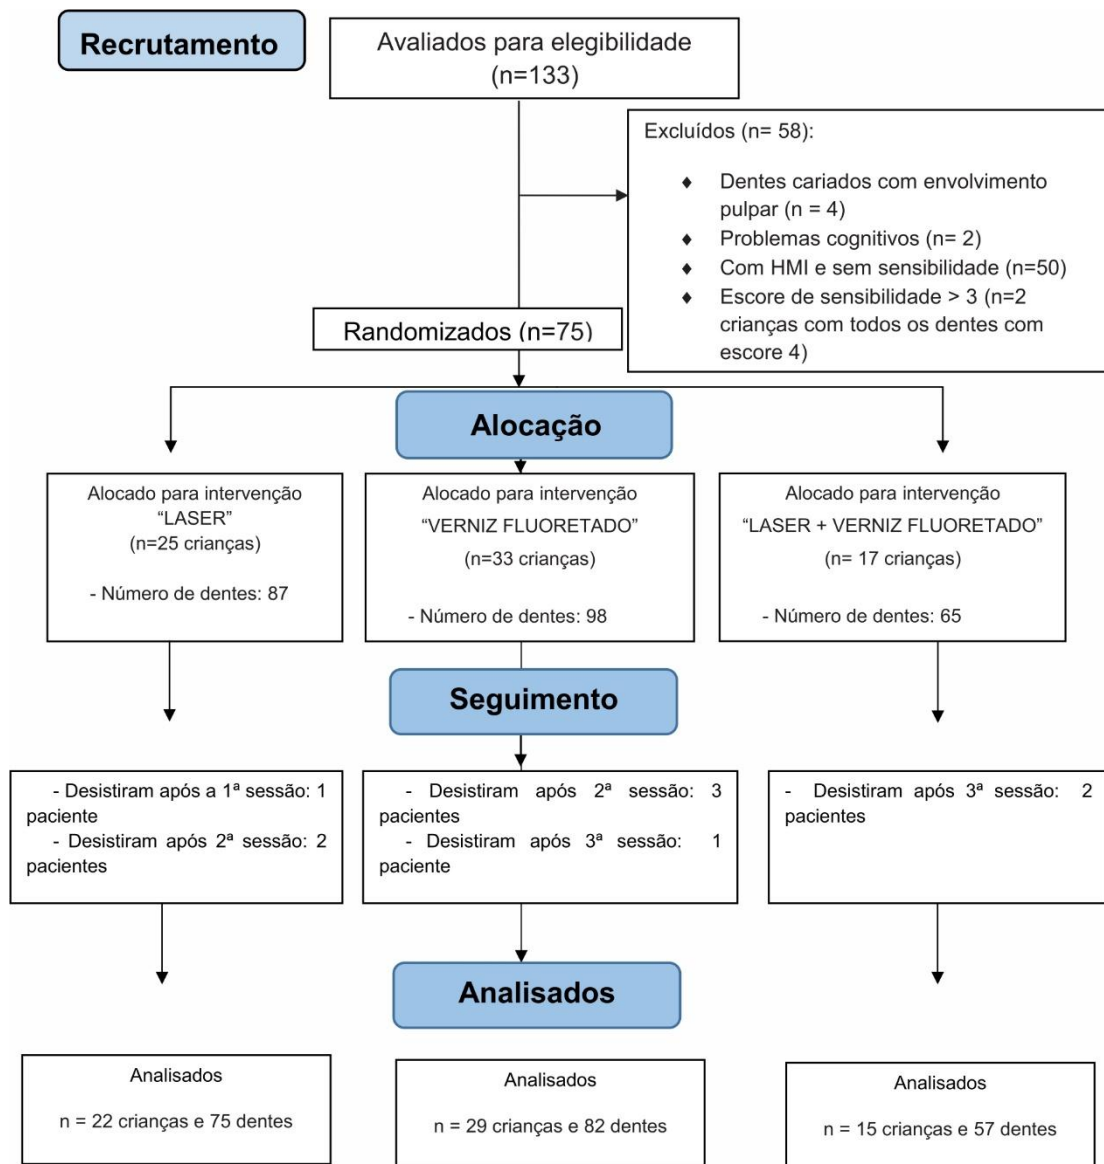 Recrutamento
Avaliados para elegibilidade
(n=133)
Excluídos (n= 58):
♦ Dentes cariados com envolvimento
pulpar (n = 4)
♦ Problemas cognitivos (n= 2)
♦ Com HMI e sem sensibilidade (n=50)
♦ Escore de sensibilidade > 3 (n=2
crianças com todos os dentes com
escore 4)
Randomizados (n=75)
Alocação
Alocado para intervenção
“LASER”
(n=25 crianças)
- Número de dentes: 87
Alocado para intervenção
“VERNIZ FLUORETADO”
(n=33 crianças)
- Número de dentes: 98
Alocado para intervenção
“LASER + VERNIZ FLUORETADO”
(n= 17 crianças)
- Número de dentes: 65
Seguimento
- Desistiram após a 1ª sessão: 1
paciente
- Desistiram após 2ª sessão: 2
pacientes
- Desistiram após 2ª sessão: 3
pacientes
- Desistiram após 3ª sessão: 1
paciente
- Desistiram após 3ª sessão: 2
pacientes
Analisados
Analisados
n = 22 crianças e 75 dentes
Analisados
n = 29 crianças e 82 dentes
Analisados
n = 15 crianças e 57 dentes